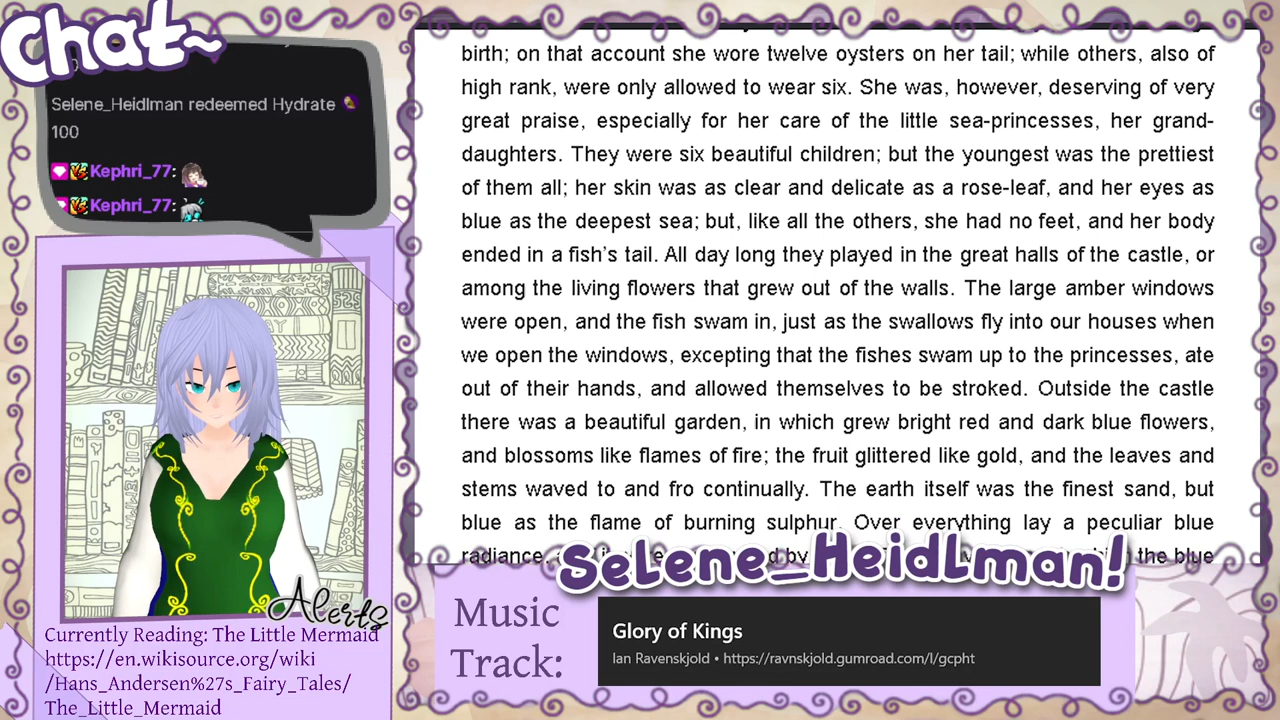 Chat~
Selene_Heidlman redeemed Hydrate
100
Kephri_77:
Kephri_77:
birth; on that account she wore twelve oysters on her tail; while others, also of
high rank, were only allowed to wear six. She was, however, deserving of very
great praise, especially for her care of the little sea-princesses, her grand-
daughters. They were six beautiful children; but the youngest was the prettiest
of them all; her skin was as clear and delicate as a rose-leaf, and her eyes as
blue as the deepest sea; but, like all the others, she had no feet, and her body
ended in a fish's tail. All day long they played in the great halls of the castle, or
among the living flowers that grew out of the walls. The large amber windows
were open, and the fish swam in, just as the swallows fly into our houses when
we open the windows, excepting that the fishes swam up to the princesses, ate
out of their hands, and allowed themselves to be stroked. Outside the castle
there was a beautiful garden, in which grew bright red and dark blue flowers,
and blossoms like flames of fire; the fruit glittered like gold, and the leaves and
stems waved to and fro continually. The earth itself was the finest sand, but
blue as the flame of burning sulphur. Over everything lay a peculiar blue
radiance, by the blue
Selene_Heidlman!
Alerts
Currently Reading: The Little Mermaid
https://en.wikisource.org/wiki
/Hans_Andersen%27s_Fairy_Tales/
The_Little_Mermaid
Music
Track:
Glory of Kings
Ian Ravenskjold • https://ravnskjold.gumroad.com/l/gcpht